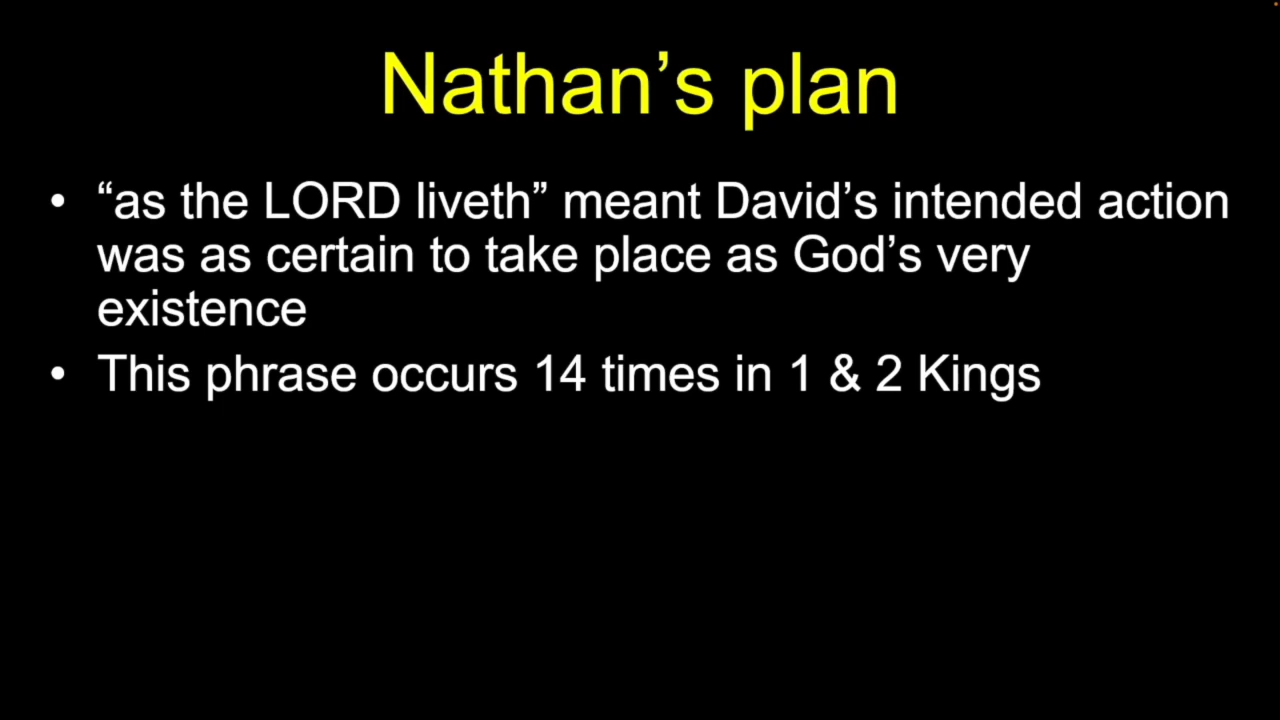 Nathan’s plan
• “as the LORD liveth” meant David’s intended action
was as certain to take place as God’s very
existence
• This phrase occurs 14 times in 1 & 2 Kings